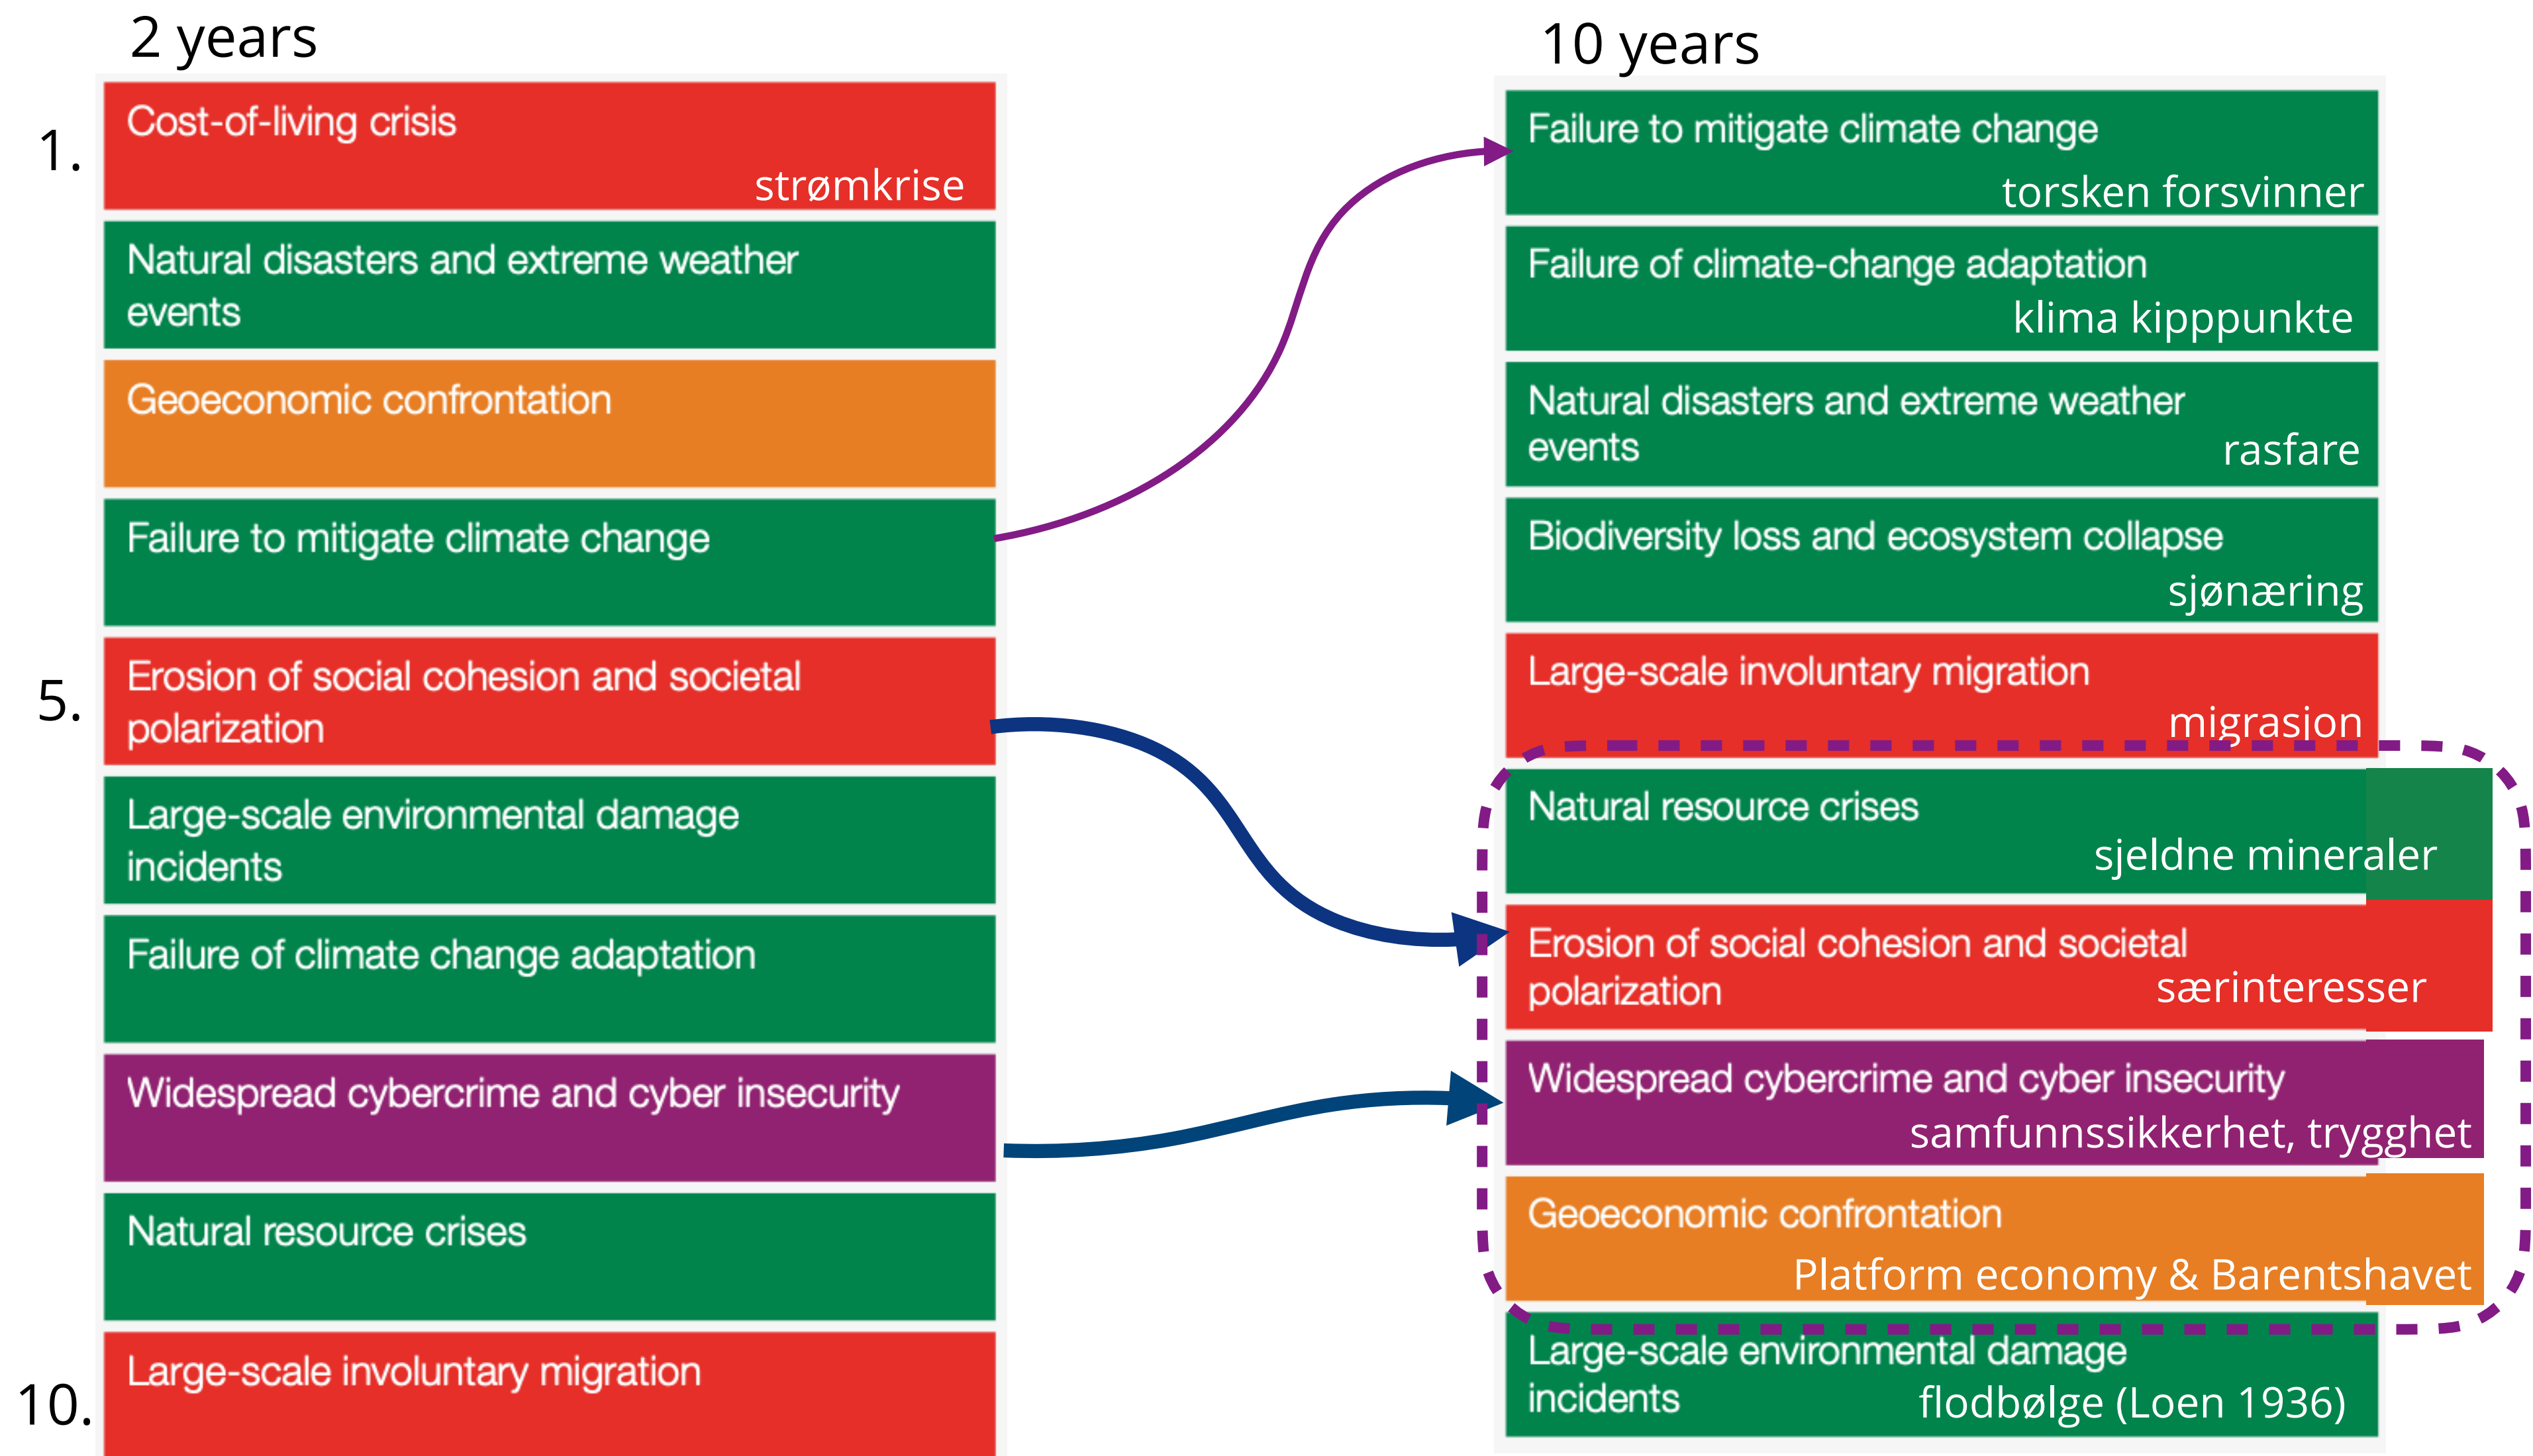 2 years
1.
Cost-of-living crisis
strømkrise
Natural disasters and extreme weather
events
Geoeconomic confrontation
Failure to mitigate climate change
5.
Erosion of social cohesion and societal
polarization
Large-scale environmental damage
incidents
Failure of climate change adaptation
Widespread cybercrime and cyber insecurity
Natural resource crises
10.
Large-scale involuntary migration
10 years
Failure to mitigate climate change
torsken forsvinner
Failure of climate-change adaptation
klima kipppunkte
Natural disasters and extreme weather
events
rasfare
Biodiversity loss and ecosystem collapse
sjønæring
Large-scale involuntary migration
migrasjon
Natural resource crises
sjeldne mineraler
Erosion of social cohesion and societal
polarization
særinteresser
Widespread cybercrime and cyber insecurity
samfunnssikkerhet, trygghet
Geoeconomic confrontation
Platform economy & Barentshavet
Large-scale environmental damage
incidents
flodbølge (Loen 1936)